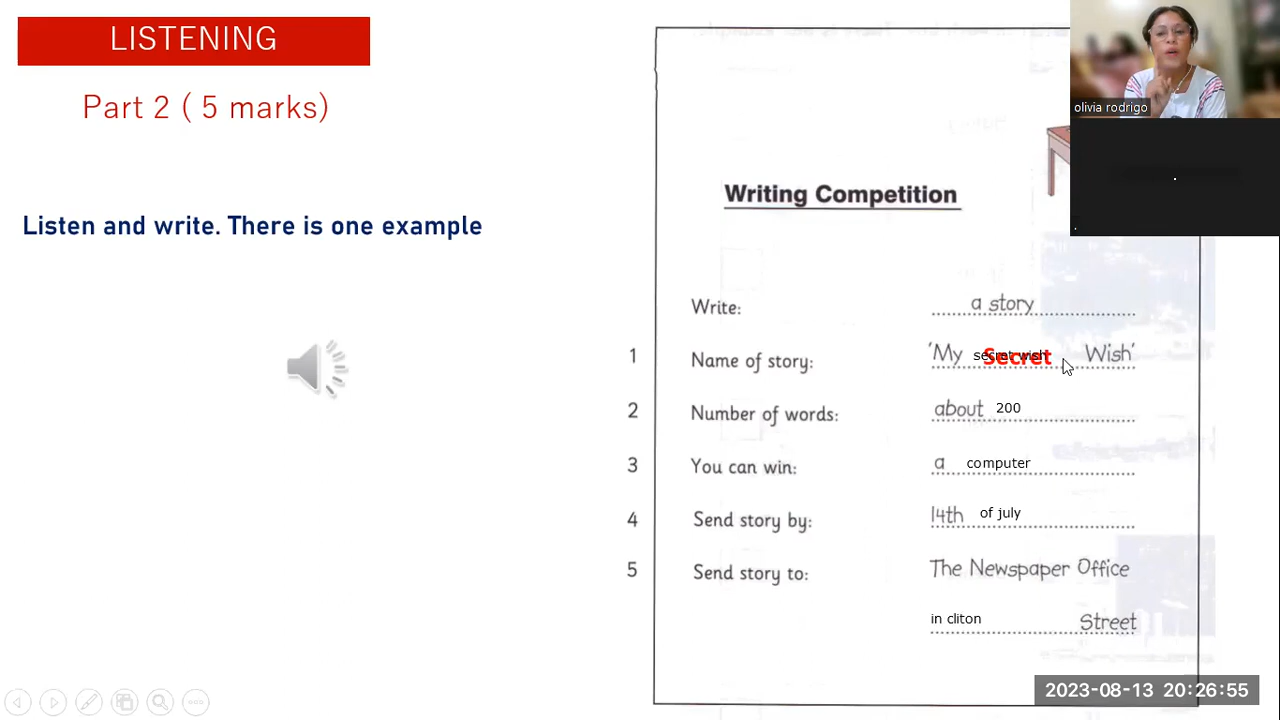 LISTENING
Part 2 ( 5 marks)
Listen and write. There is one example
olivia rodrigo
Writing Competition
Write: a story
1 Name of story: 'My secret wish Secret Wish'
2 Number of words: about 200
3 You can win: a computer
4 Send story by: 14th of july
5 Send story to: The Newspaper Office
in cliton Street
2023-08-13 20:26:55